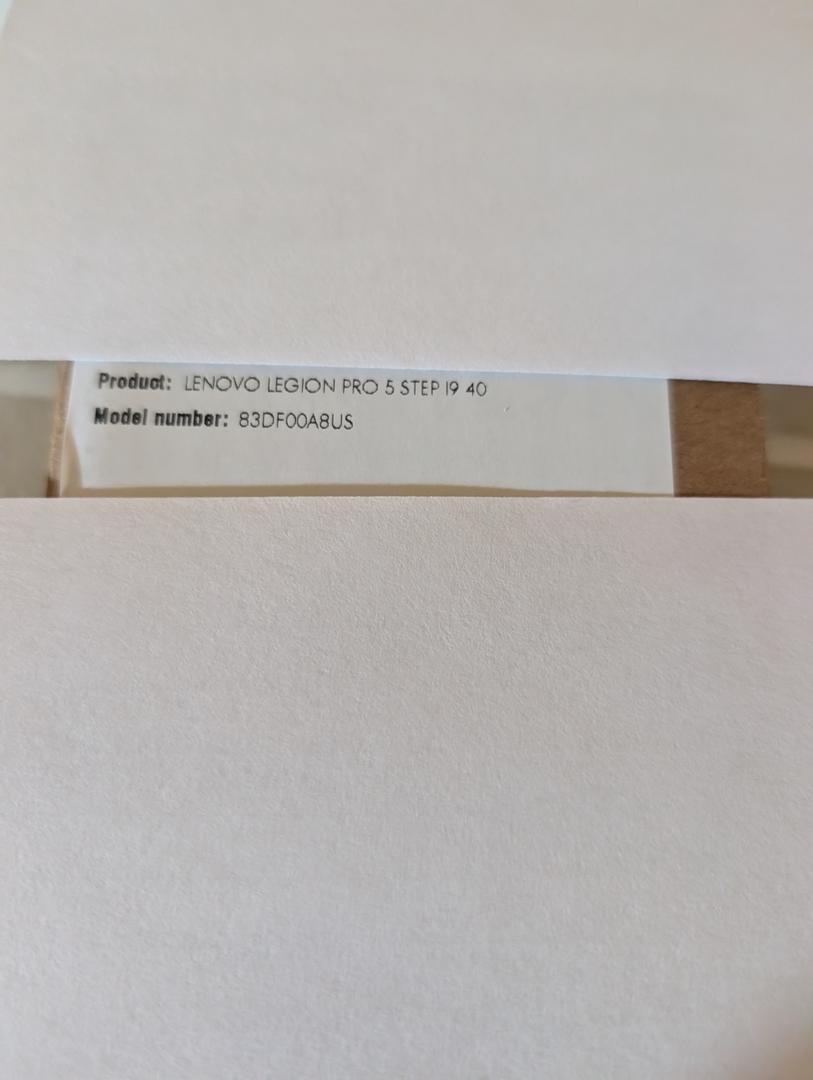 Product: LENOVO LEGION PRO 5 STEP I9 40
Model number: 83DF00A8US